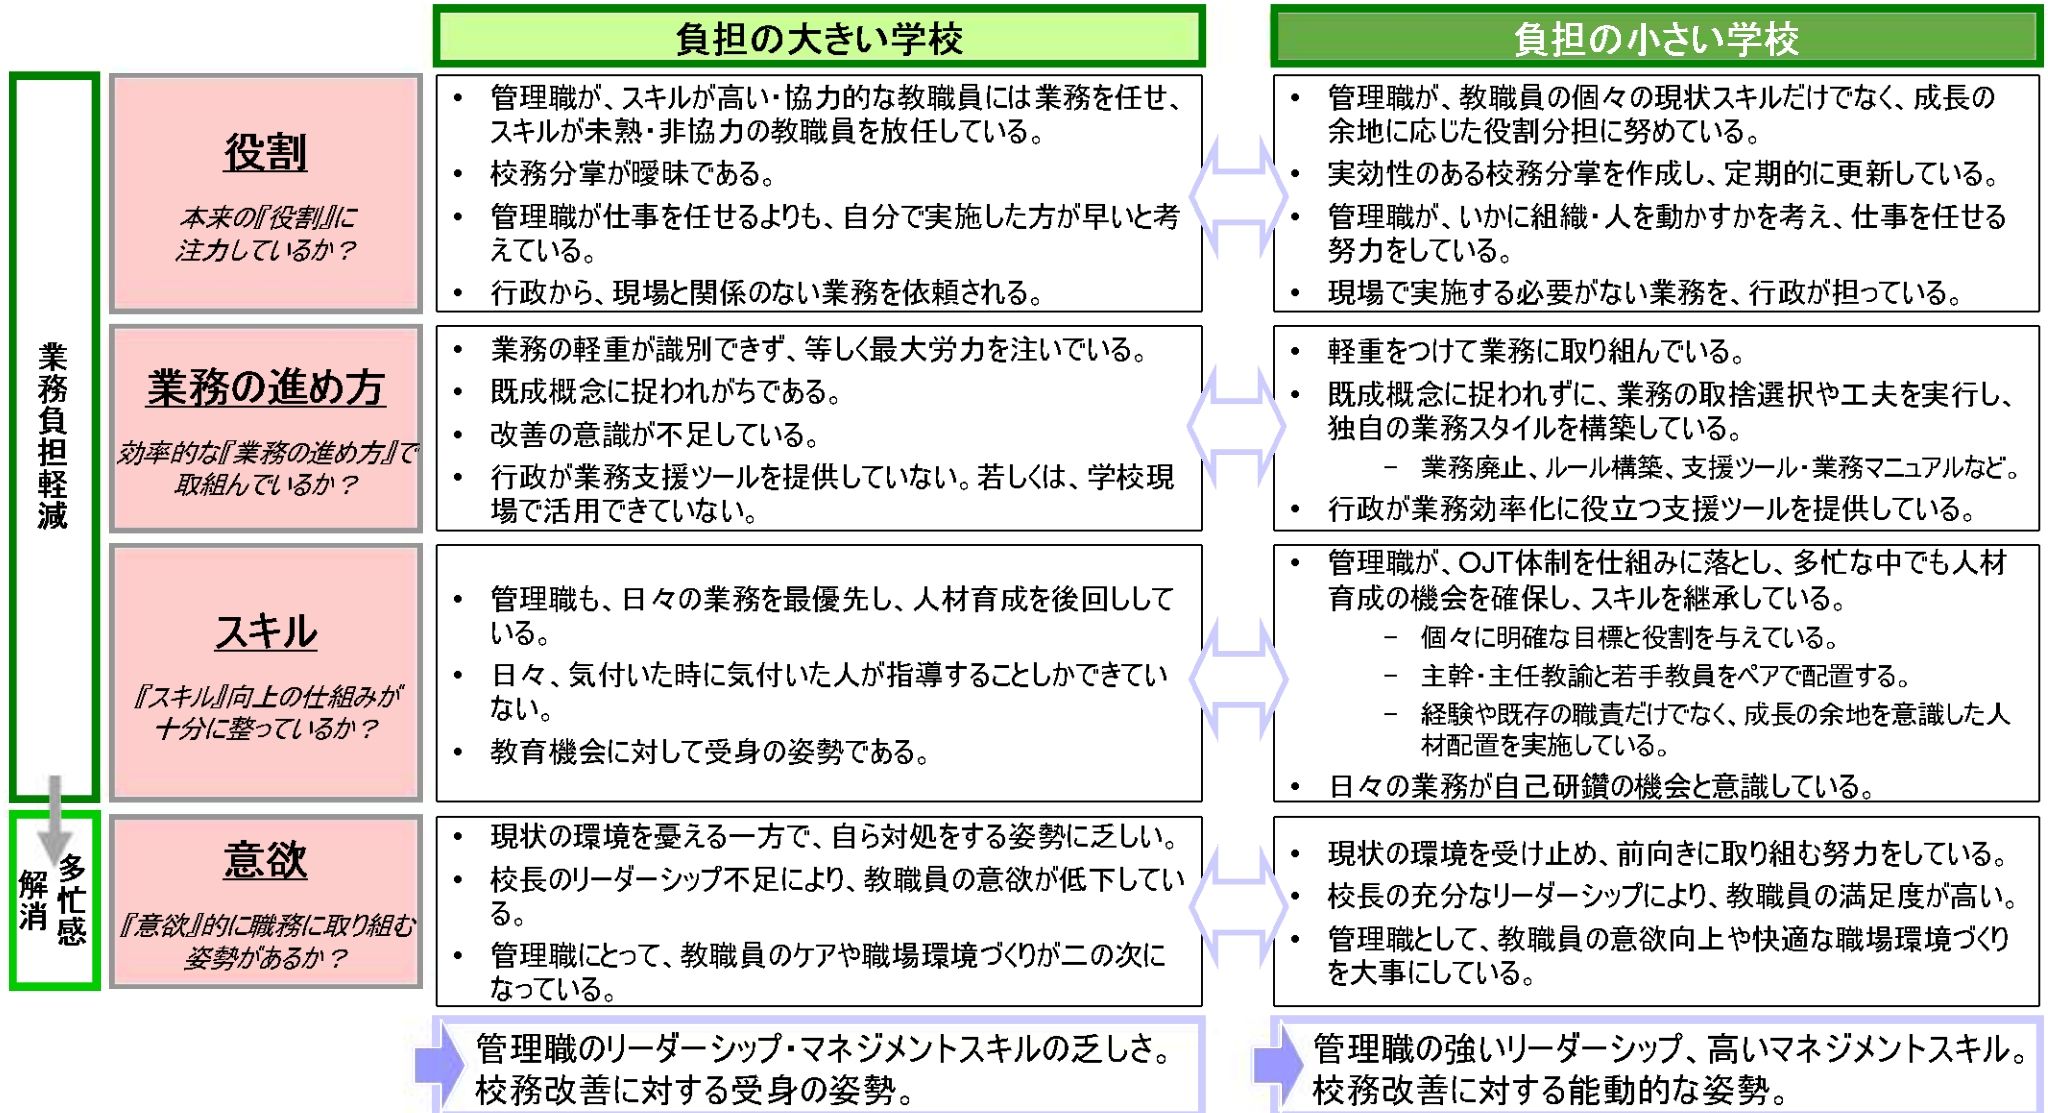 負担の大きい学校
負担の小さい学校
業務負担軽減
役割
本来の『役割』に
注力しているか？
• 管理職が、スキルが高い・協力的な教職員には業務を任せ、
スキルが未熟・非協力の教職員を放任している。
• 校務分掌が曖昧である。
• 管理職が仕事を任せるよりも、自分で実施した方が早いと考
えている。
• 行政から、現場と関係のない業務を依頼される。
• 管理職が、教職員の個々の現状スキルだけでなく、成長の
余地に応じた役割分担に努めている。
• 実効性のある校務分掌を作成し、定期的に更新している。
• 管理職が、いかに組織・人を動かすかを考え、仕事を任せる
努力をしている。
• 現場で実施する必要がない業務を、行政が担っている。
業務の進め方
効率的な『業務の進め方』で
取組んでいるか？
• 業務の軽重が識別できず、等しく最大労力を注いでいる。
• 既成概念に捉われがちである。
• 改善の意識が不足している。
• 行政が業務支援ツールを提供していない。若しくは、学校現
場で活用できていない。
• 軽重をつけて業務に取り組んでいる。
• 既成概念に捉われずに、業務の取捨選択や工夫を実行し、
独自の業務スタイルを構築している。
－ 業務廃止、ルール構築、支援ツール・業務マニュアルなど。
• 行政が業務効率化に役立つ支援ツールを提供している。
スキル
『スキル』向上の仕組みが
十分に整っているか？
• 管理職も、日々の業務を最優先し、人材育成を後回しして
いる。
• 日々、気付いた時に気付いた人が指導することしかできてい
ない。
• 教育機会に対して受身の姿勢である。
• 管理職が、OJT体制を仕組みに落とし、多忙な中でも人材
育成の機会を確保し、スキルを継承している。
－ 個々に明確な目標と役割を与えている。
－ 主幹・主任教諭と若手教員をペアで配置する。
－ 経験や既存の職責だけでなく、成長の余地を意識した人
材配置を実施している。
• 日々の業務が自己研鑽の機会と意識している。
多忙感
解消
意欲
『意欲』的に職務に取り組む
姿勢があるか？
• 現状の環境を憂える一方で、自ら対処をする姿勢に乏しい。
• 校長のリーダーシップ不足により、教職員の意欲が低下してい
る。
• 管理職にとって、教職員のケアや職場環境づくりが二の次に
なっている。
• 現状の環境を受け止め、前向きに取り組む努力をしている。
• 校長の充分なリーダーシップにより、教職員の満足度が高い。
• 管理職として、教職員の意欲向上や快適な職場環境づくり
を大事にしている。
管理職のリーダーシップ・マネジメントスキルの乏しさ。
校務改善に対する受身の姿勢。
管理職の強いリーダーシップ、高いマネジメントスキル。
校務改善に対する能動的な姿勢。